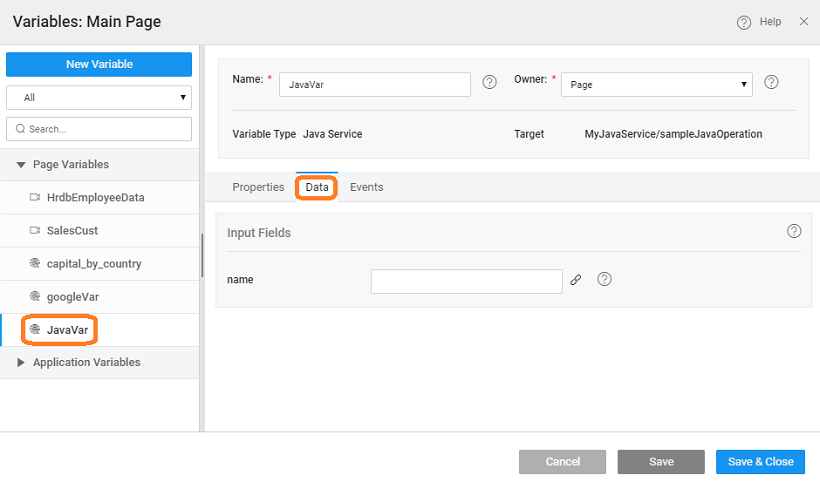 Variables: Main Page
Help
New Variable
All
Search...
Page Variables
HrdbEmployeeData
SalesCust
capital_by_country
googleVar
JavaVar
Application Variables
Name: * JavaVar Owner: * Page
Variable Type Java Service Target MyJavaService/sampleJavaOperation
Properties Data Events
Input Fields
name
Cancel Save Save & Close